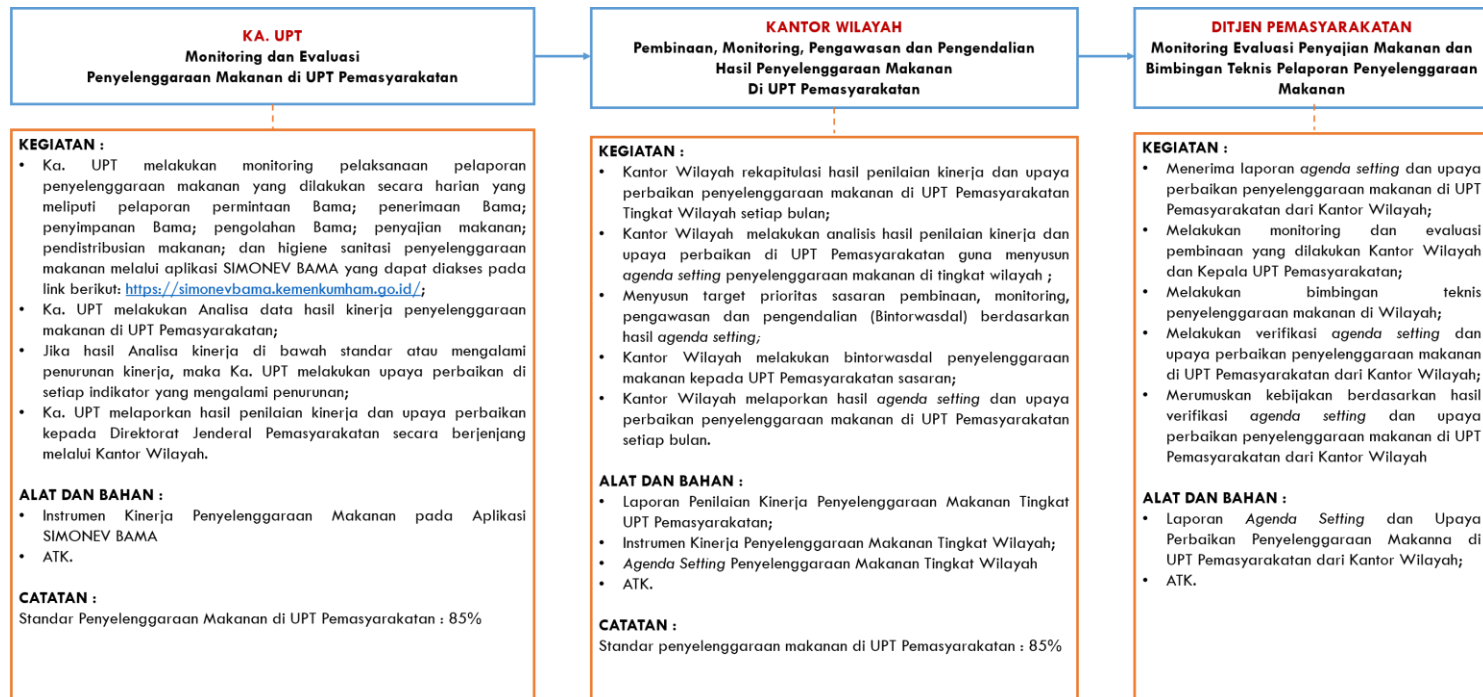 KA. UPT
Monitoring dan Evaluasi
Penyelenggaraan Makanan di UPT Pemasyarakatan
KEGIATAN :
• Ka. UPT melakukan monitoring pelaksanaan pelaporan
penyelenggaraan makanan yang dilakukan secara harian yang
meliputi pelaporan permintaan Bama; penerimaan Bama;
penyimpanan Bama; pengolahan Bama; penyajian makanan;
pendistribusian makanan; dan higiene sanitasi penyelenggaraan
makanan melalui aplikasi SIMONEV BAMA yang dapat diakses pada
link berikut: https://simonevbama.kemenkumham.go.id/;
• Ka. UPT melakukan Analisa data hasil kinerja penyelenggaraan
makanan di UPT Pemasyarakatan;
• Jika hasil Analisa kinerja di bawah standar atau mengalami
penurunan kinerja, maka Ka. UPT melakukan upaya perbaikan di
setiap indikator yang mengalami penurunan;
• Ka. UPT melaporkan hasil penilaian kinerja dan upaya perbaikan
kepada Direktorat Jenderal Pemasyarakatan secara berjenjang
melalui Kantor Wilayah.
ALAT DAN BAHAN :
• Instrumen Kinerja Penyelenggaraan Makanan pada Aplikasi
SIMONEV BAMA
• ATK.
CATATAN :
Standar Penyelenggaraan Makanan di UPT Pemasyarakatan : 85%
KANTOR WILAYAH
Pembinaan, Monitoring, Pengawasan dan Pengendalian
Hasil Penyelenggaraan Makanan
Di UPT Pemasyarakatan
KEGIATAN :
• Kantor Wilayah rekapitulasi hasil penilaian kinerja dan upaya
perbaikan penyelenggaraan makanan di UPT Pemasyarakatan
Tingkat Wilayah setiap bulan;
• Kantor Wilayah melakukan analisis hasil penilaian kinerja dan
upaya perbaikan di UPT Pemasyarakatan guna menyusun
agenda setting penyelenggaraan makanan di tingkat wilayah ;
• Menyusun target prioritas sasaran pembinaan, monitoring,
pengawasan dan pengendalian (Bintorwasdal) berdasarkan
hasil agenda setting;
• Kantor Wilayah melakukan bintorwasdal penyelenggaraan
makanan kepada UPT Pemasyarakatan sasaran;
• Kantor Wilayah melaporkan hasil agenda setting dan upaya
perbaikan penyelenggaraan makanan di UPT Pemasyarakatan
setiap bulan.
ALAT DAN BAHAN :
• Laporan Penilaian Kinerja Penyelenggaraan Makanan Tingkat
UPT Pemasyarakatan;
• Instrumen Kinerja Penyelenggaraan Makanan Tingkat Wilayah;
• Agenda Setting Penyelenggaraan Makanan Tingkat Wilayah
• ATK.
CATATAN :
Standar penyelenggaraan makanan di UPT Pemasyarakatan : 85%
DITJEN PEMASYARAKATAN
Monitoring Evaluasi Penyajian Makanan dan
Bimbingan Teknis Pelaporan Penyelenggaraan
Makanan
KEGIATAN :
• Menerima laporan agenda setting dan upaya
perbaikan penyelenggaraan makanan di UPT
Pemasyarakatan dari Kantor Wilayah;
• Melakukan monitoring dan evaluasi
pembinaan yang dilakukan Kantor Wilayah
dan Kepala UPT Pemasyarakatan;
• Melakukan bimbingan teknis
penyelenggaraan makanan di Wilayah;
• Melakukan verifikasi agenda setting dan
upaya perbaikan penyelenggaraan makanan
di UPT Pemasyarakatan dari Kantor Wilayah;
• Merumuskan kebijakan berdasarkan hasil
verifikasi agenda setting dan upaya
perbaikan penyelenggaraan makanan di UPT
Pemasyarakatan dari Kantor Wilayah
ALAT DAN BAHAN :
• Laporan Agenda Setting dan Upaya
Perbaikan Penyelenggaraan Makanna di
UPT Pemasyarakatan dari Kantor Wilayah;
• ATK.